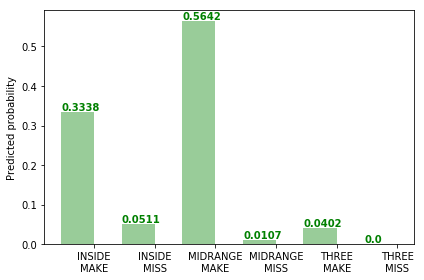 0.5642
0.5
0.4
Predicted probability
0.3338
0.3
0.2
0.1
0.0511
0.0107
0.0402
0.0
0.0
INSIDE
MAKE
INSIDE
MISS
MIDRANGE
MAKE
MIDRANGE
MISS
THREE
MAKE
THREE
MISS